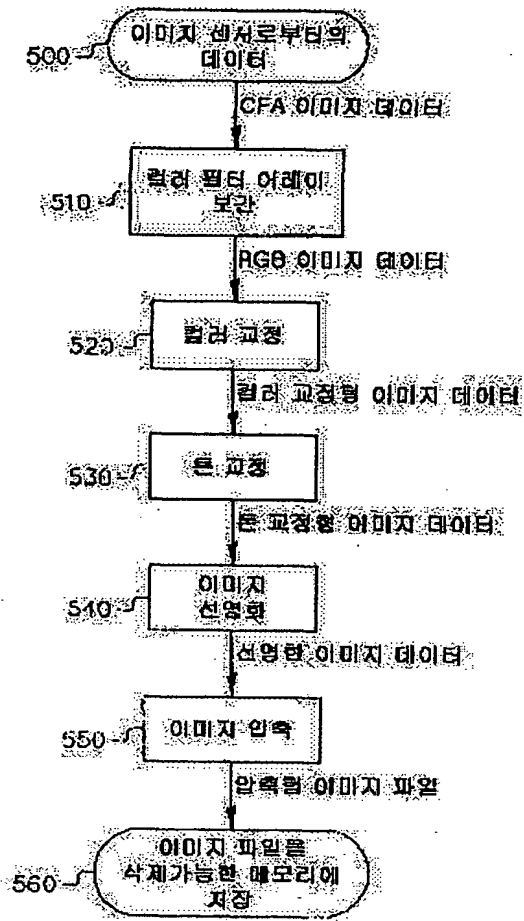 이미지 센서로부터의
데이터
500
CFA 이미지 데이터
컬러 필터 어레이
보간
510
RGB 이미지 데이터
컬러 교정
520
컬러 교정형 이미지 데이터
톤 교정
530
톤 교정형 이미지 데이터
이미지
선영화
540
선영한 이미지 데이터
이미지 압축
550
압축형 이미지 파일
이미지 파일을
삭제가능한 메모리에
저장
560